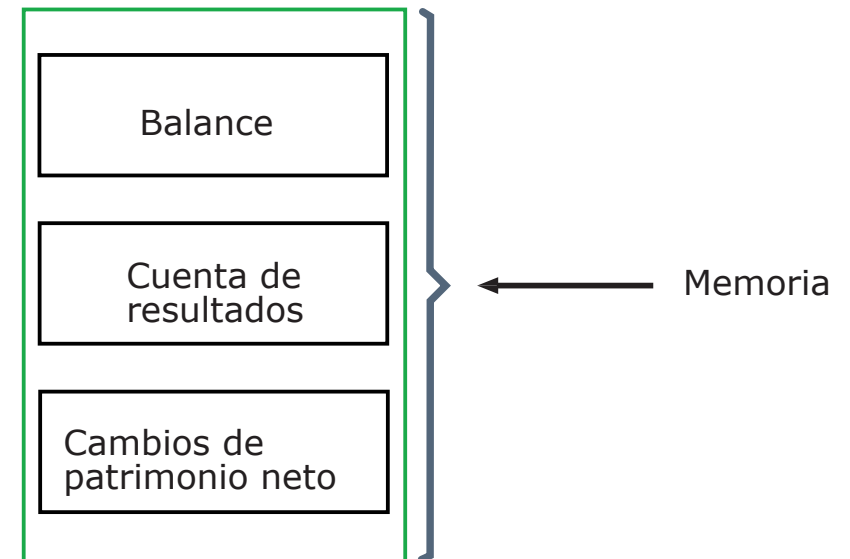 Balance
Cuenta de
resultados
Memoria
Cambios de
patrimonio neto